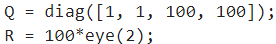 Q = diag([1, 1, 100, 100]);
R = 100*eye(2);